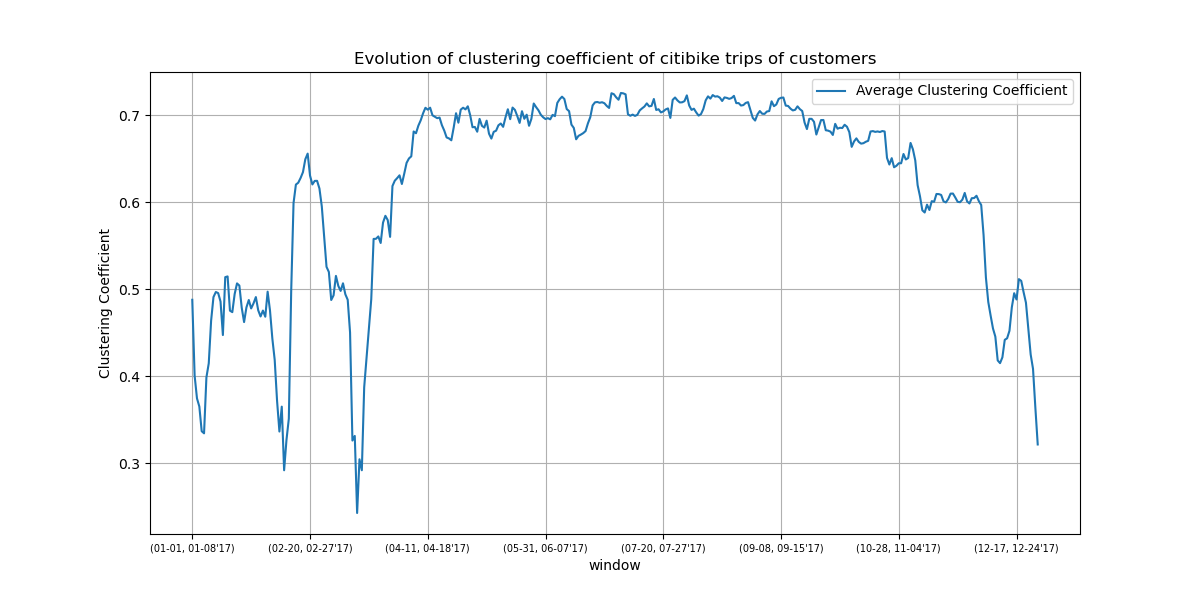 Evolution of clustering coefficient of citibike trips of customers
Average Clustering Coefficient
Clustering Coefficient
0.7
0.6
0.5
0.4
0.3
(01-01, 01-08'17) (02-20, 02-27'17) (04-11, 04-18'17) (05-31, 06-07'17) (07-20, 07-27'17) (09-08, 09-15'17) (10-28, 11-04'17) (12-17, 12-24'17)
window